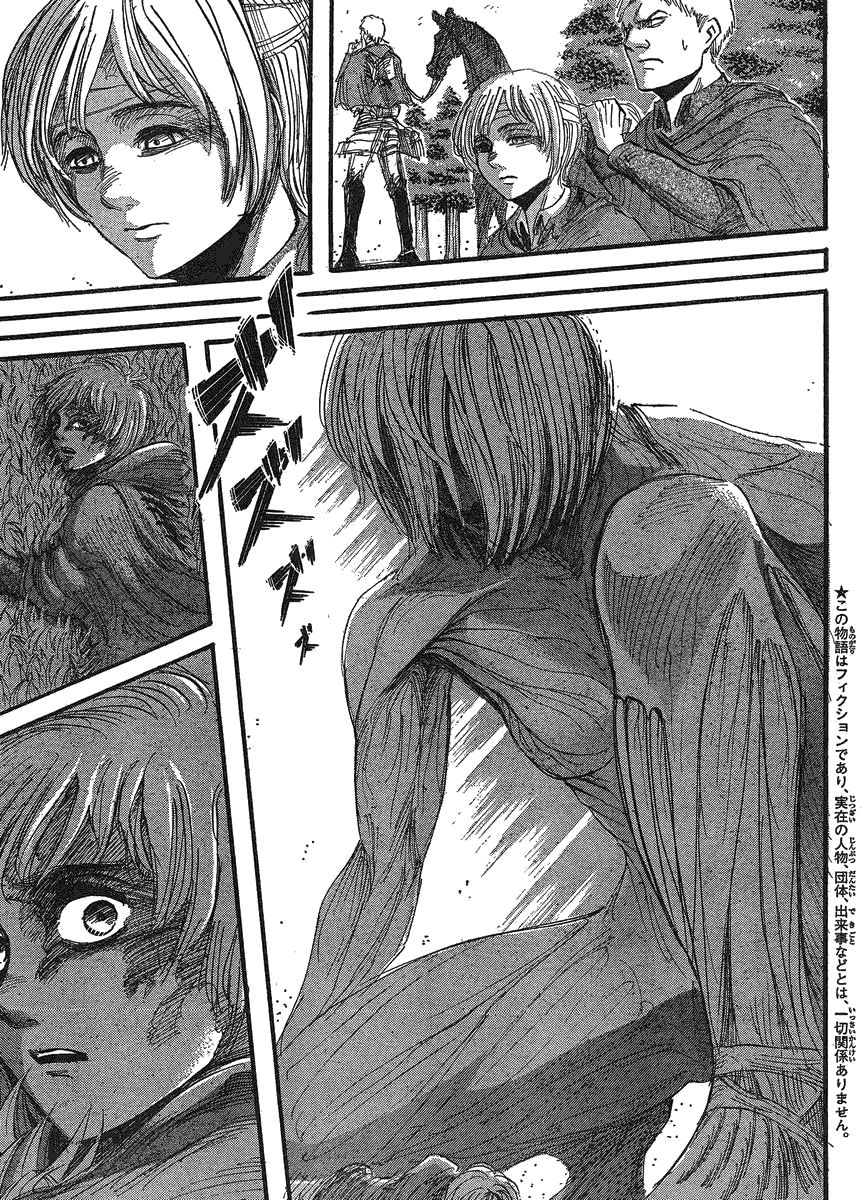 ★この物語はフィクションであり、実在の人物、団体、出来事などとは、一切関係ありません。
ズズズズズ